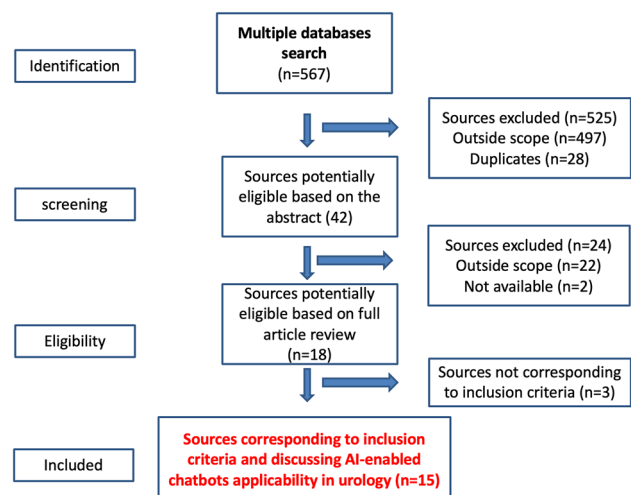 Multiple databases
search
(n=567)
Identification
Sources excluded (n=525)
Outside scope (n=497)
Duplicates (n=28)
Sources potentially
eligible based on the
abstract (42)
screening
Sources excluded (n=24)
Outside scope (n=22)
Not available (n=2)
Sources potentially
eligible based on full
article review
(n=18)
Eligibility
Sources not corresponding
to inclusion criteria (n=3)
Sources corresponding to inclusion
criteria and discussing AI-enabled
chatbots applicability in urology (n=15)
Included